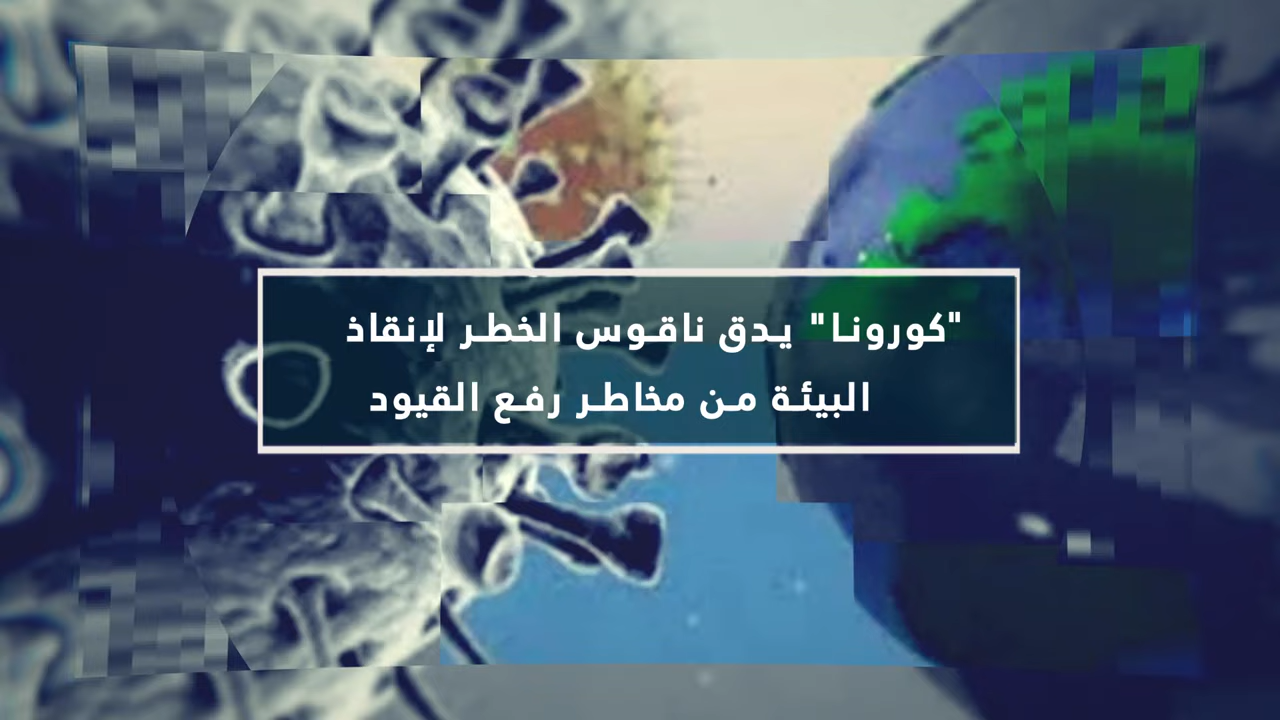 "كورونا" يدق ناقوس الخطر لإنقاذ
البيئة من مخاطر رفع القيود